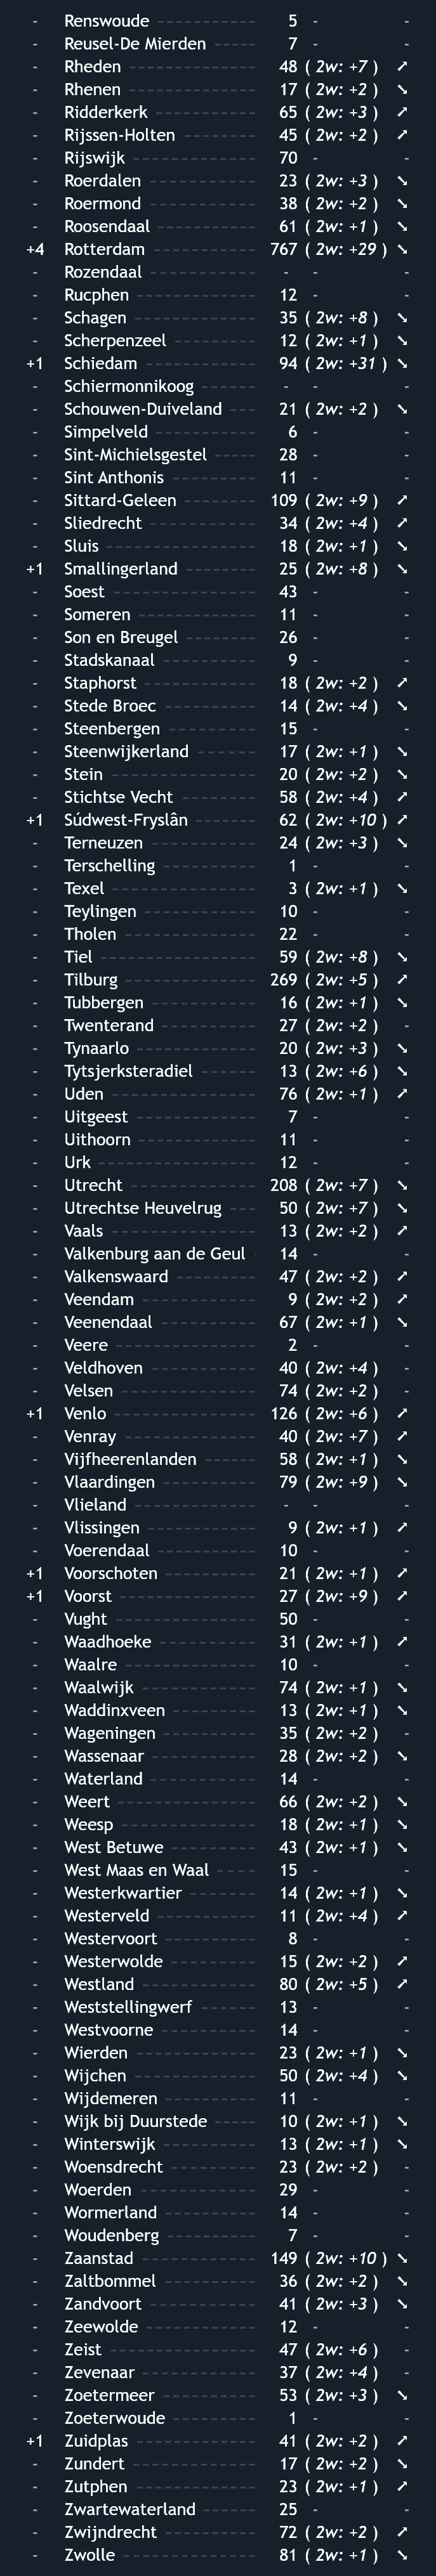 - Renswoude 5 - -
- Reusel-De Mierden 7 - -
- Rheden 48 ( 2w: +7 ) ➚
- Rhenen 17 ( 2w: +2 ) ➘
- Ridderkerk 65 ( 2w: +3 ) ➚
- Rijssen-Holten 45 ( 2w: +2 ) ➚
- Rijswijk 70 - -
- Roerdalen 23 ( 2w: +3 ) ➘
- Roermond 38 ( 2w: +2 ) ➘
- Roosendaal 61 ( 2w: +1 ) ➘
+4 Rotterdam 767 ( 2w: +29 ) ➘
- Rozendaal - - -
- Rucphen 12 - -
- Schagen 35 ( 2w: +8 ) ➘
- Scherpenzeel 12 ( 2w: +1 ) ➘
+1 Schiedam 94 ( 2w: +31 ) ➘
- Schiermonnikoog - - -
- Schouwen-Duiveland 21 ( 2w: +2 ) ➘
- Simpelveld 6 - -
- Sint-Michielsgestel 28 - -
- Sint Anthonis 11 - -
- Sittard-Geleen 109 ( 2w: +9 ) ➚
- Sliedrecht 34 ( 2w: +4 ) ➚
- Sluis 18 ( 2w: +1 ) ➘
+1 Smallingerland 25 ( 2w: +8 ) ➘
- Soest 43 - -
- Someren 11 - -
- Son en Breugel 26 - -
- Stadskanaal 9 - -
- Staphorst 18 ( 2w: +2 ) ➚
- Stede Broec 14 ( 2w: +4 ) ➘
- Steenbergen 15 - -
- Steenwijkerland 17 ( 2w: +1 ) ➘
- Stein 20 ( 2w: +2 ) ➘
- Stichtse Vecht 58 ( 2w: +4 ) ➚
+1 Súdwest-Fryslân 62 ( 2w: +10 ) ➚
- Terneuzen 24 ( 2w: +3 ) ➘
- Terschelling 1 - -
- Texel 3 ( 2w: +1 ) ➘
- Teylingen 10 - -
- Tholen 22 - -
- Tiel 59 ( 2w: +8 ) ➘
- Tilburg 269 ( 2w: +5 ) ➚
- Tubbergen 16 ( 2w: +1 ) ➘
- Twenterand 27 ( 2w: +2 ) -
- Tynaarlo 20 ( 2w: +3 ) ➘
- Tytsjerksteradiel 13 ( 2w: +6 ) ➘
- Uden 76 ( 2w: +1 ) ➚
- Uitgeest 7 - -
- Uithoorn 11 - -
- Urk 12 - -
- Utrecht 208 ( 2w: +7 ) ➘
- Utrechtse Heuvelrug 50 ( 2w: +7 ) ➘
- Vaals 13 ( 2w: +2 ) ➚
- Valkenburg aan de Geul 14 - -
- Valkenswaard 47 ( 2w: +2 ) ➚
- Veendam 9 ( 2w: +2 ) ➚
- Veenendaal 67 ( 2w: +1 ) ➘
- Veere 2 - -
- Veldhoven 40 ( 2w: +4 ) -
- Velsen 74 ( 2w: +2 ) -
+1 Venlo 126 ( 2w: +6 ) ➚
- Venray 40 ( 2w: +7 ) ➚
- Vijfheerenlanden 58 ( 2w: +1 ) ➘
- Vlaardingen 79 ( 2w: +9 ) ➘
- Vlieland - - -
- Vlissingen 9 ( 2w: +1 ) ➚
- Voerendaal 10 - -
+1 Voorschoten 21 ( 2w: +1 ) ➚
+1 Voorst 27 ( 2w: +9 ) ➚
- Vught 50 - -
- Waadhoeke 31 ( 2w: +1 ) ➚
- Waalre 10 - -
- Waalwijk 74 ( 2w: +1 ) ➘
- Waddinxveen 13 ( 2w: +1 ) ➘
- Wageningen 35 ( 2w: +2 ) -
- Wassenaar 28 ( 2w: +2 ) ➘
- Waterland 14 - -
- Weert 66 ( 2w: +2 ) ➘
- Weesp 18 ( 2w: +1 ) ➘
- West Betuwe 43 ( 2w: +1 ) ➘
- West Maas en Waal 15 - -
- Westerkwartier 14 ( 2w: +1 ) ➘
- Westerveld 11 ( 2w: +4 ) ➚
- Westervoort 8 - -
- Westerwolde 15 ( 2w: +2 ) ➚
- Westland 80 ( 2w: +5 ) ➚
- Weststellingwerf 13 - -
- Westvoorne 14 - -
- Wierden 23 ( 2w: +1 ) ➘
- Wijchen 50 ( 2w: +4 ) ➘
- Wijdemeren 11 - -
- Wijk bij Duurstede 10 ( 2w: +1 ) ➘
- Winterswijk 13 ( 2w: +1 ) ➘
- Woensdrecht 23 ( 2w: +2 ) -
- Woerden 29 - -
- Wormerland 14 - -
- Woudenberg 7 - -
- Zaanstad 149 ( 2w: +10 ) ➘
- Zaltbommel 36 ( 2w: +2 ) ➘
- Zandvoort 41 ( 2w: +3 ) ➘
- Zeewolde 12 - -
- Zeist 47 ( 2w: +6 ) -
- Zevenaar 37 ( 2w: +4 ) -
- Zoetermeer 53 ( 2w: +3 ) ➘
- Zoeterwoude 1 - -
+1 Zuidplas 41 ( 2w: +2 ) ➚
- Zundert 17 ( 2w: +2 ) ➘
- Zutphen 23 ( 2w: +1 ) ➚
- Zwartewaterland 25 - -
- Zwijndrecht 72 ( 2w: +2 ) ➚
- Zwolle 81 ( 2w: +1 ) ➘